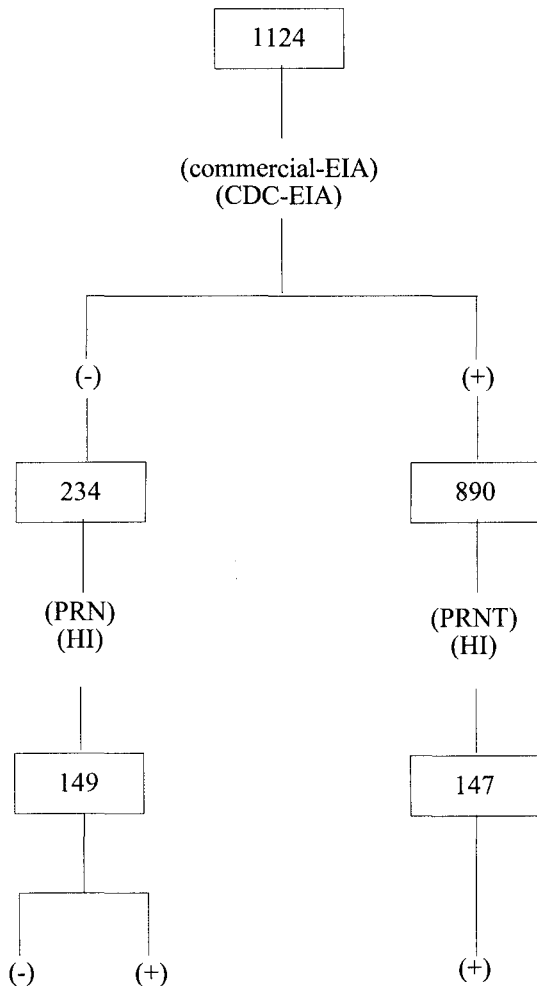 1124
(commercial-EIA)
(CDC-EIA)
(-)
(+)
234
890
(PRN)
(HI)
(PRNT)
(HI)
149
147
(-)
(+)
(+)